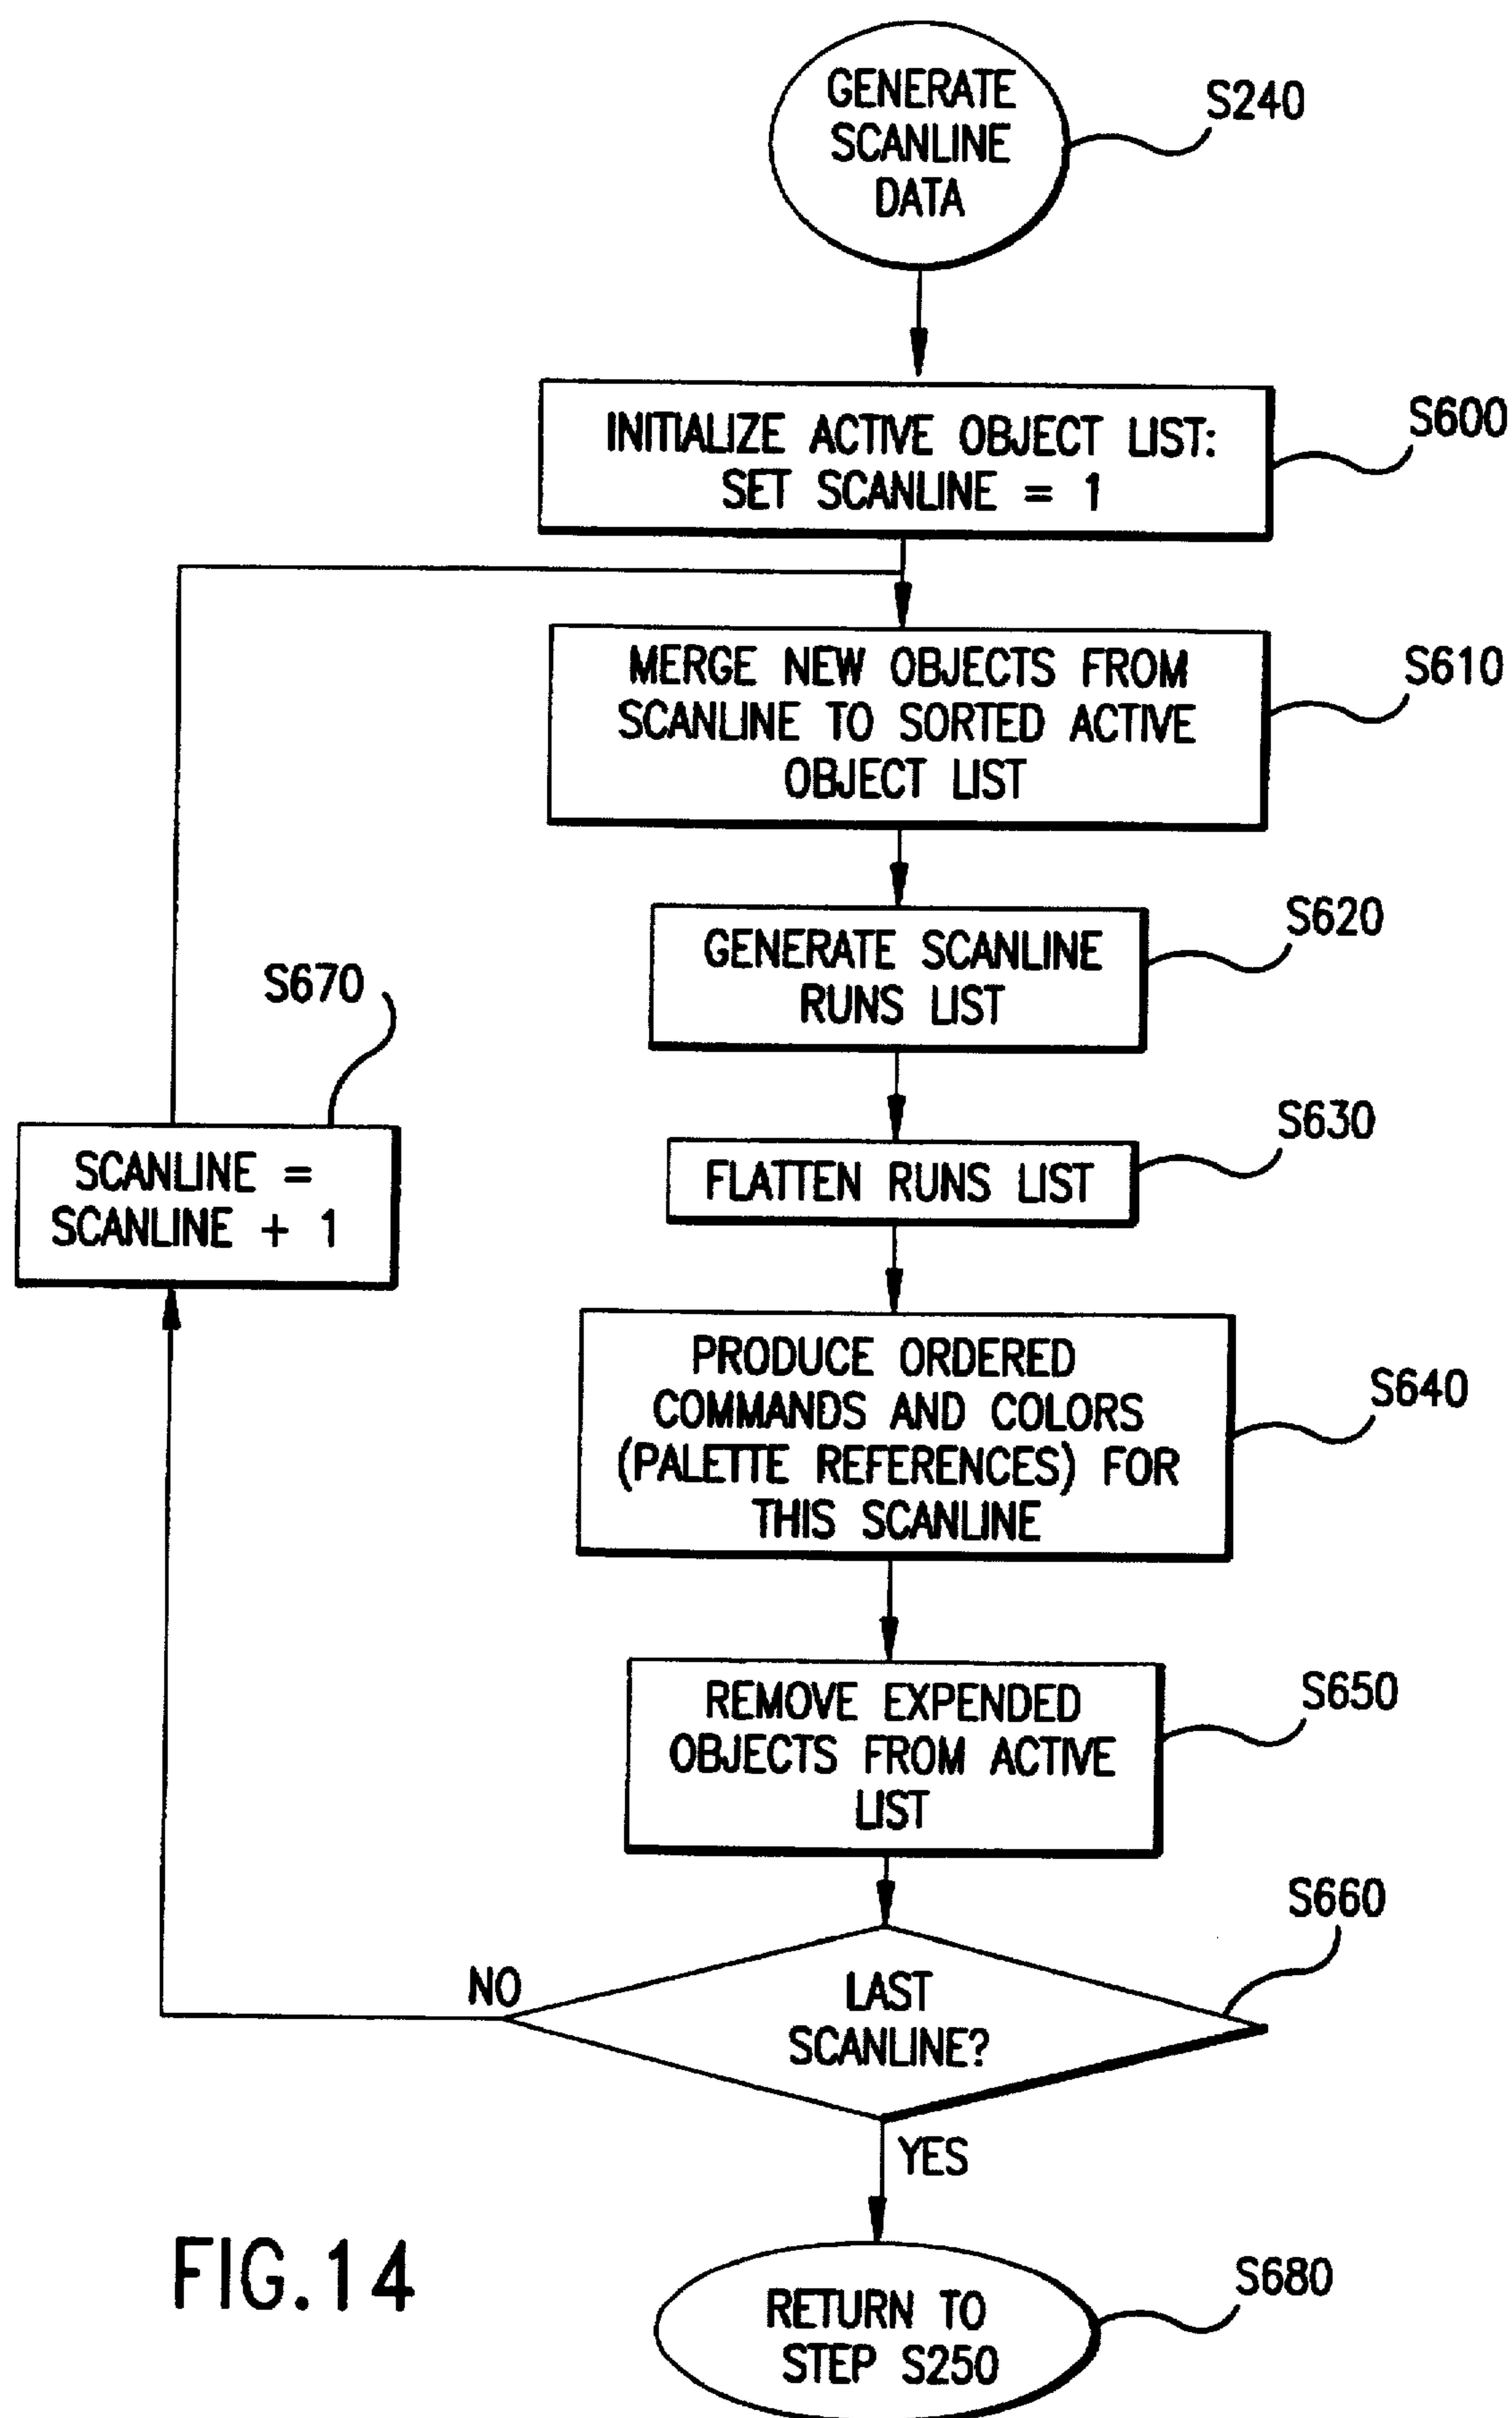 GENERATE
SCANLINE
DATA
S240
INITIALIZE ACTIVE OBJECT LIST:
SET SCANLINE = 1
S600
MERGE NEW OBJECTS FROM
SCANLINE TO SORTED ACTIVE
OBJECT LIST
S610
GENERATE SCANLINE
RUNS LIST
S620
FLATTEN RUNS LIST
S630
PRODUCE ORDERED
COMMANDS AND COLORS
(PALETTE REFERENCES) FOR
THIS SCANLINE
S640
REMOVE EXPENDED
OBJECTS FROM ACTIVE
LIST
S650
LAST
SCANLINE?
S660
NO
S670
SCANLINE =
SCANLINE + 1
YES
RETURN TO
STEP S250
S680
FIG.14